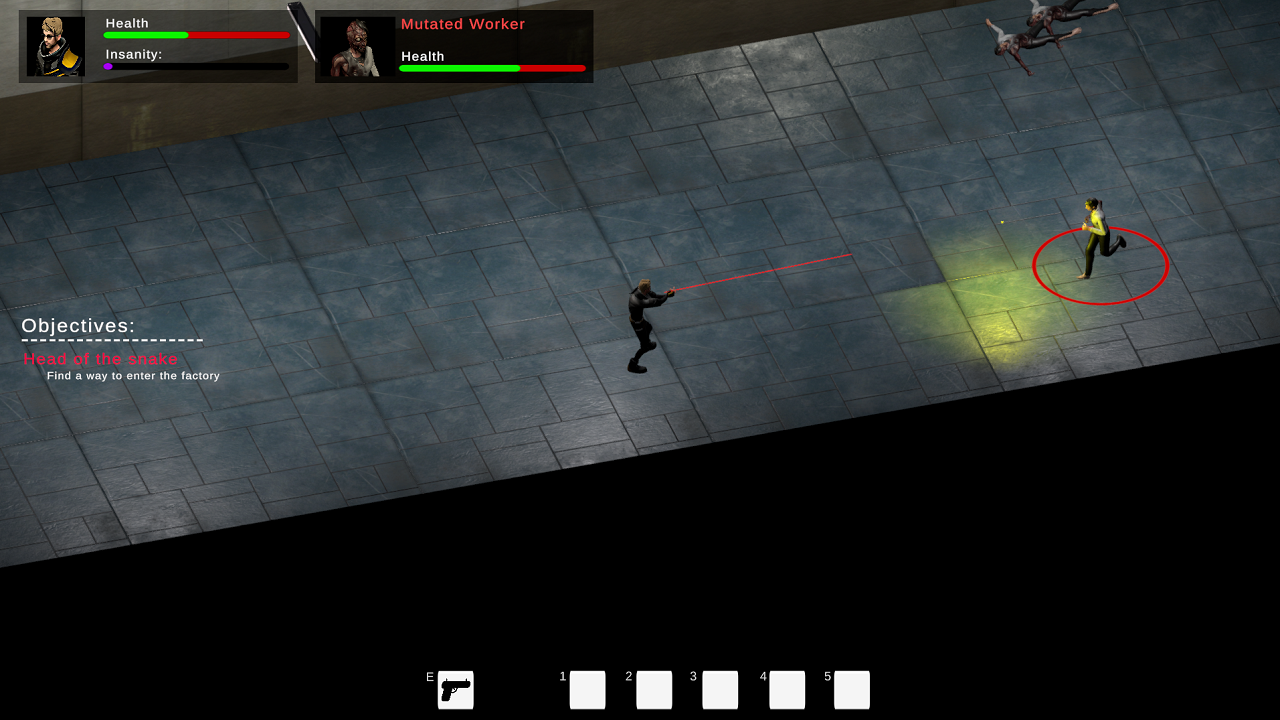 Health
Insanity:
Mutated Worker
Health
Objectives:
Head of the snake
Find a way to enter the factory
E
1
2
3
4
5